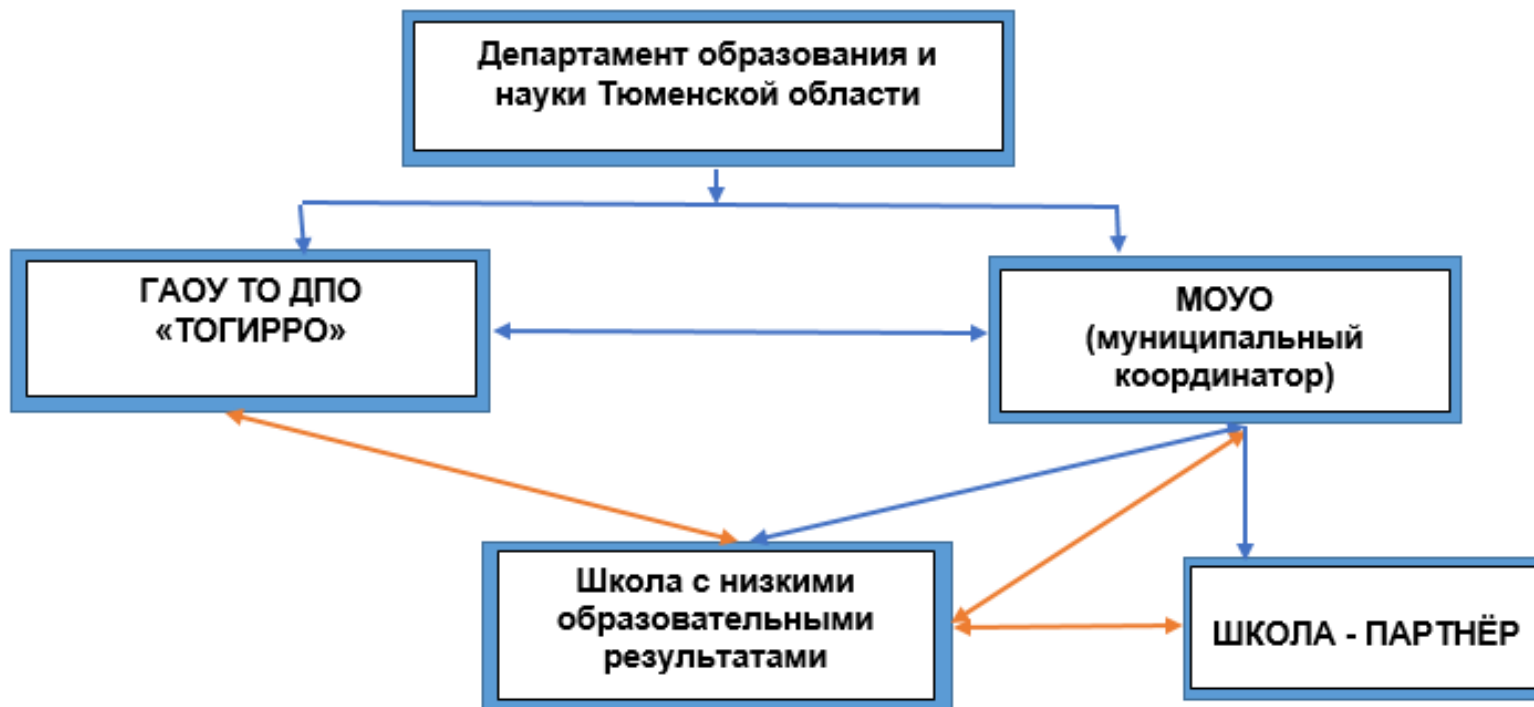 Департамент образования и
науки Тюменской области
ГАОУ ТО ДПО
«ТОГИРРО»
МОУО
(муниципальный
координатор)
Школа с низкими
образовательными
результатами
ШКОЛА - ПАРТНЁР